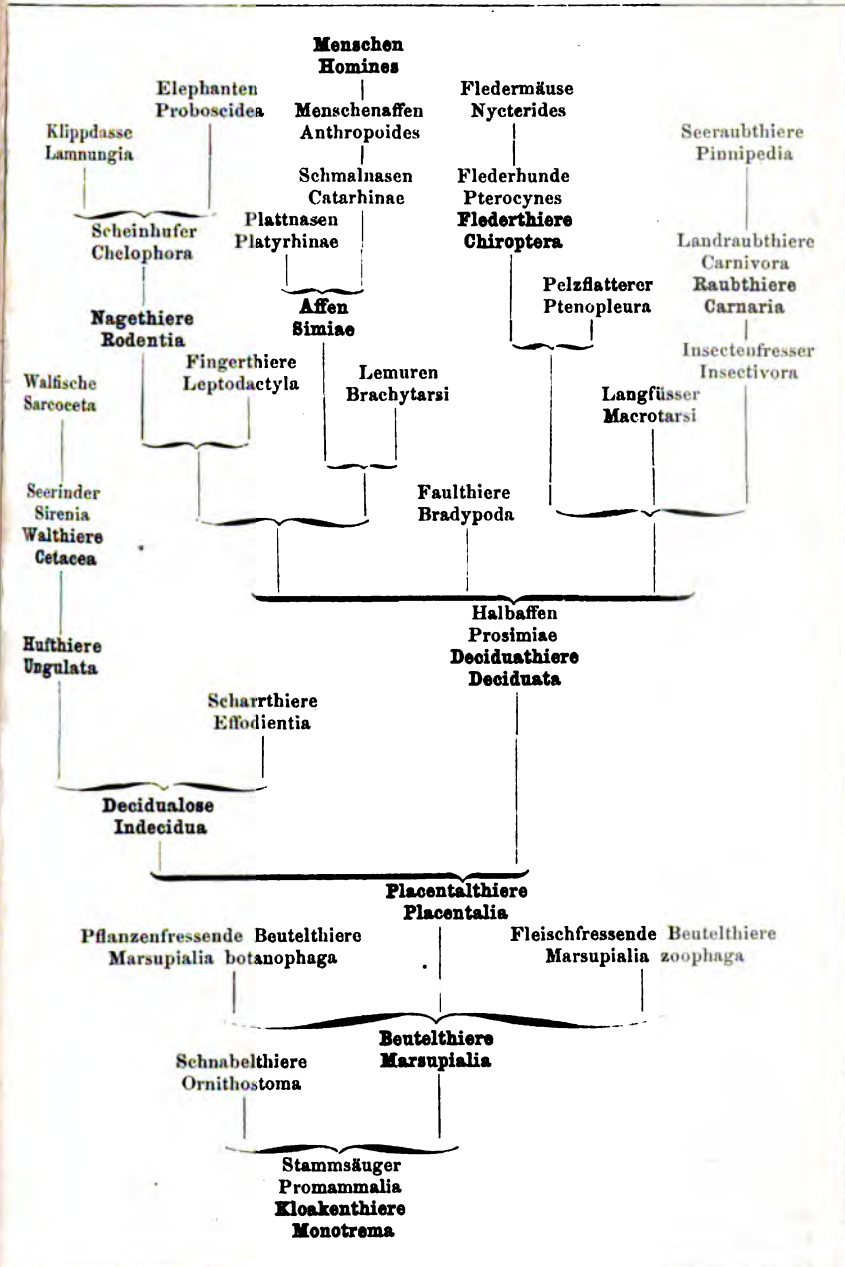 Menschen
Homines
Elephanten
Proboscidea
Menschenaffen
Anthropoides
Fledermäuse
Nycterides
Klippdasse
Lamnungia
Seeraubthiere
Pinnipedia
Schmalnasen
Catarhinae
Flederhunde
Pterocynes
Flederthiere
Chiroptera
Plattnasen
Platyrhinae
Scheinhufer
Chelophora
Landraubthiere
Carnivora
Raubthiere
Carnaria
Pelzflatterer
Ptenopleura
Affen
Simiae
Nagethiere
Rodentia
Insectenfresser
Insectivora
Fingerthiere
Leptodactyla
Lemuren
Brachytarsi
Walfische
Sarcoceta
Langfüsser
Macrotarsi
Seerinder
Sirenia
Walthiere
Cetacea
Faulthiere
Bradypoda
Halbaffen
Prosimiae
Deciduathiere
Deciduata
Hufthiere
Ungulata
Scharrthiere
Effodientia
Decidualose
Indecidua
Placentalthiere
Placentalia
Pflanzenfressende Beutelthiere
Marsupialia botanophaga
Fleischfressende Beutelthiere
Marsupialia zoophaga
Beutelthiere
Marsupialia
Schnabelthiere
Ornithostoma
Stammsäuger
Promammalia
Kloakenthiere
Monotrema